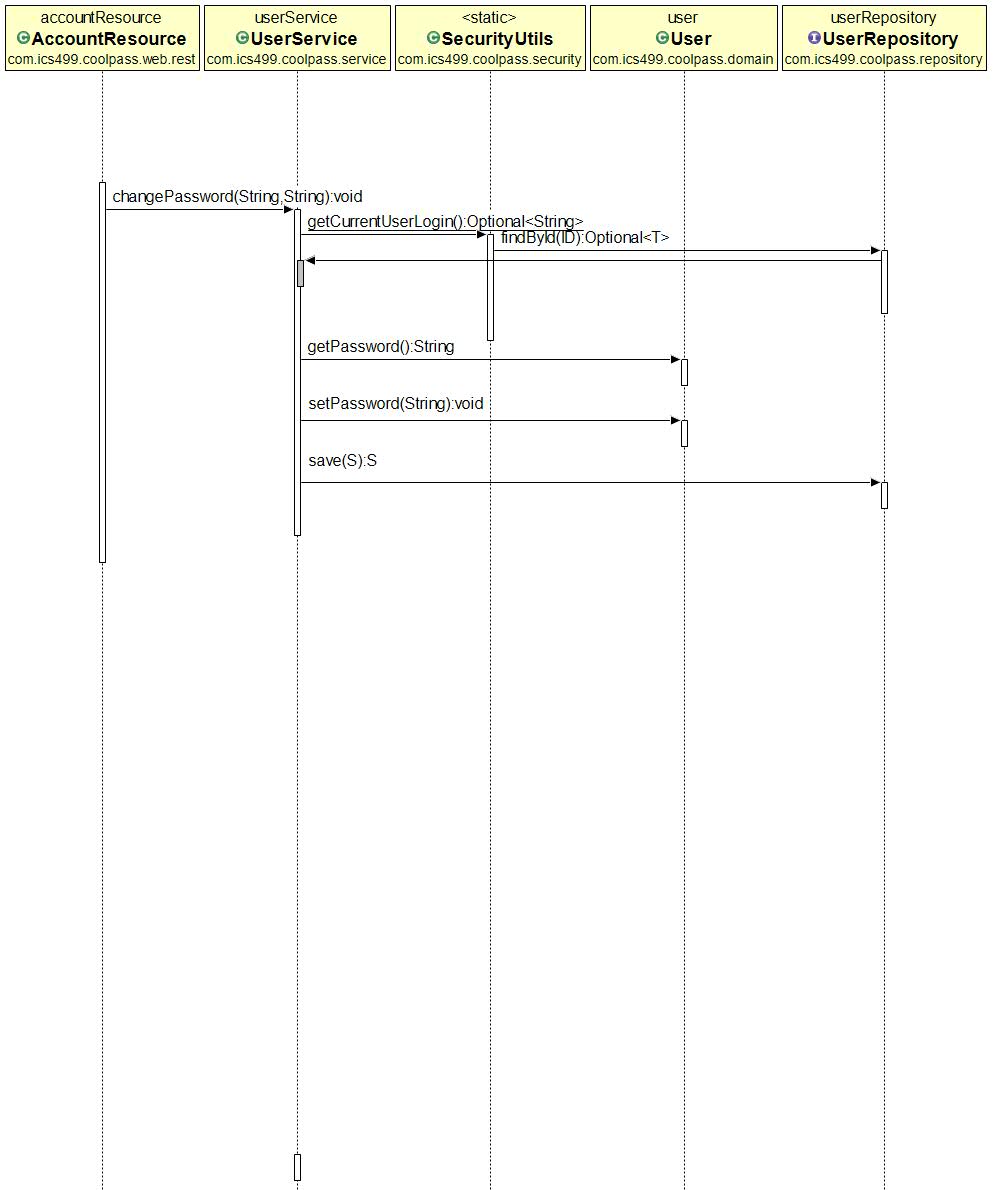 accountResource
C AccountResource
com.ics499.coolpass.web.rest
userService
C UserService
com.ics499.coolpass.service
<static>
C SecurityUtils
com.ics499.coolpass.security
user
C User
com.ics499.coolpass.domain
userRepository
I UserRepository
com.ics499.coolpass.repository
changePassword(String,String):void
getCurrentUserLogin():Optional<String>
findById(ID):Optional<T>
getPassword():String
setPassword(String):void
save(S):S